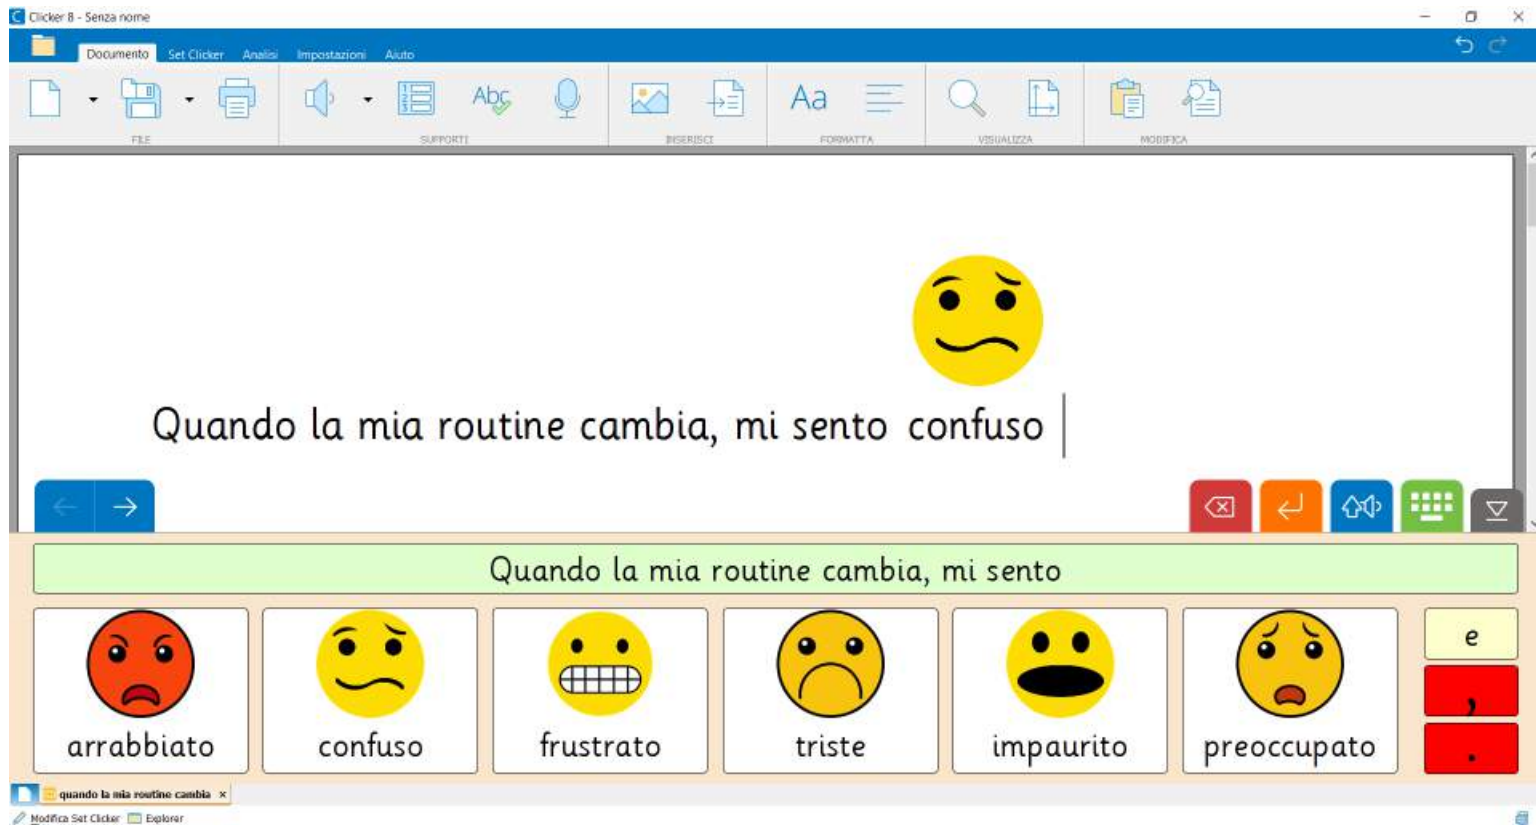 Clicker 8 - Senza nome
Documento Set Clicker Analisi Impostazioni Aiuto
Abc Aa
FILE SUPPORTI INSERISCI FORMATTA VISUALIZZA MODIFICA
Quando la mia routine cambia, mi sento confuso
Quando la mia routine cambia, mi sento
e
,
.
arrabbiato confuso frustrato triste impaurito preoccupato
quando la mia routine cambia ×
Modifica Set Clicker Explorer